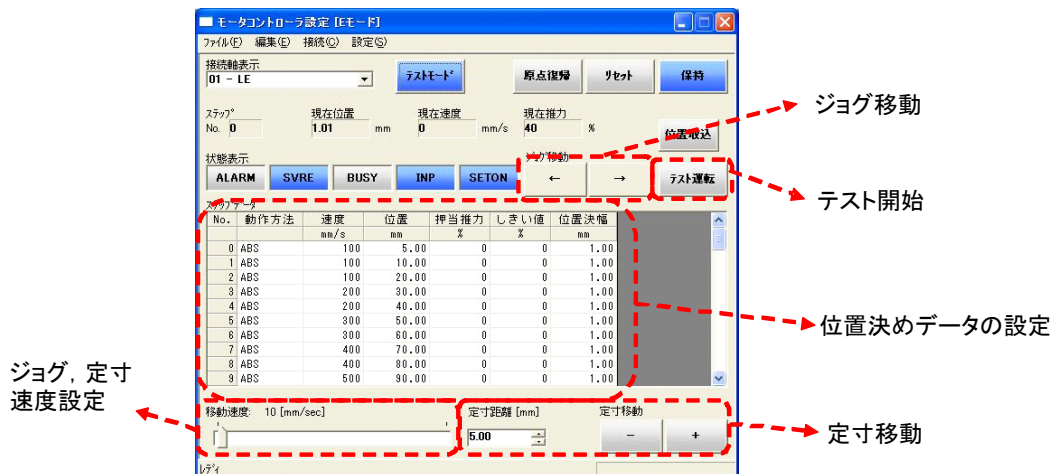 モータコントローラ設定 [Eモード]
ファイル(F) 編集(E) 接続(C) 設定(S)
接続軸表示
01 - LE
テストモード
原点復帰
リセット
保持
ステップ
No. 0
現在位置
1.01 mm
現在速度
0 mm/s
現在推力
40 %
位置取込
状態表示
ALARM SVRE BUSY INP SETON
ジョグ移動
← →
テスト運転
ステップデータ
No. 動作方法 速度 位置 押当推力 しきい値 位置決幅
mm/s mm % % mm
0 ABS 100 5.00 0 0 1.00
1 ABS 100 10.00 0 0 1.00
2 ABS 100 20.00 0 0 1.00
3 ABS 200 30.00 0 0 1.00
4 ABS 200 40.00 0 0 1.00
5 ABS 300 50.00 0 0 1.00
6 ABS 300 60.00 0 0 1.00
7 ABS 400 70.00 0 0 1.00
8 ABS 400 80.00 0 0 1.00
9 ABS 500 90.00 0 0 1.00
移動速度: 10 [mm/sec]
定寸距離 [mm]
5.00
定寸移動
- +
レディ
ジョグ移動
テスト開始
位置決めデータの設定
定寸移動
ジョグ, 定寸
速度設定